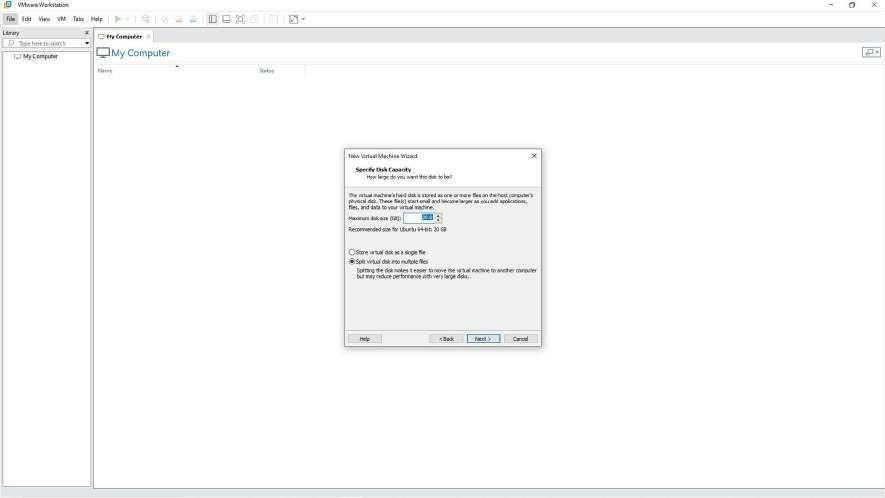 VMware Workstation
File Edit View VM Tabs Help
Library
Type here to search
My Computer
My Computer
My Computer
Name Status
New Virtual Machine Wizard
Specify Disk Capacity
How large do you want this disk to be?
The virtual machine's hard disk is stored as one or more files on the host computer's
physical disk. These file(s) start small and become larger as you add applications,
files, and data to your virtual machine.
Maximum disk size (GB):
Recommended size for Ubuntu 64-bit: 20 GB
Store virtual disk as a single file
Split virtual disk into multiple files
Splitting the disk makes it easier to move the virtual machine to another computer
but may reduce performance with very large disks.
Help < Back Next > Cancel